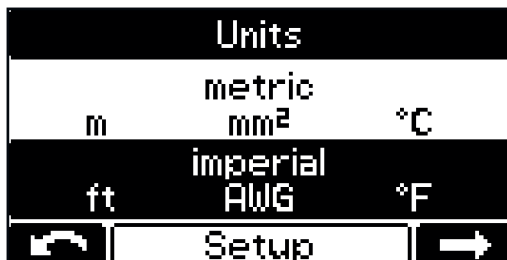 Units
metric
m mm² °C
imperial
ft AWG °F
Setup